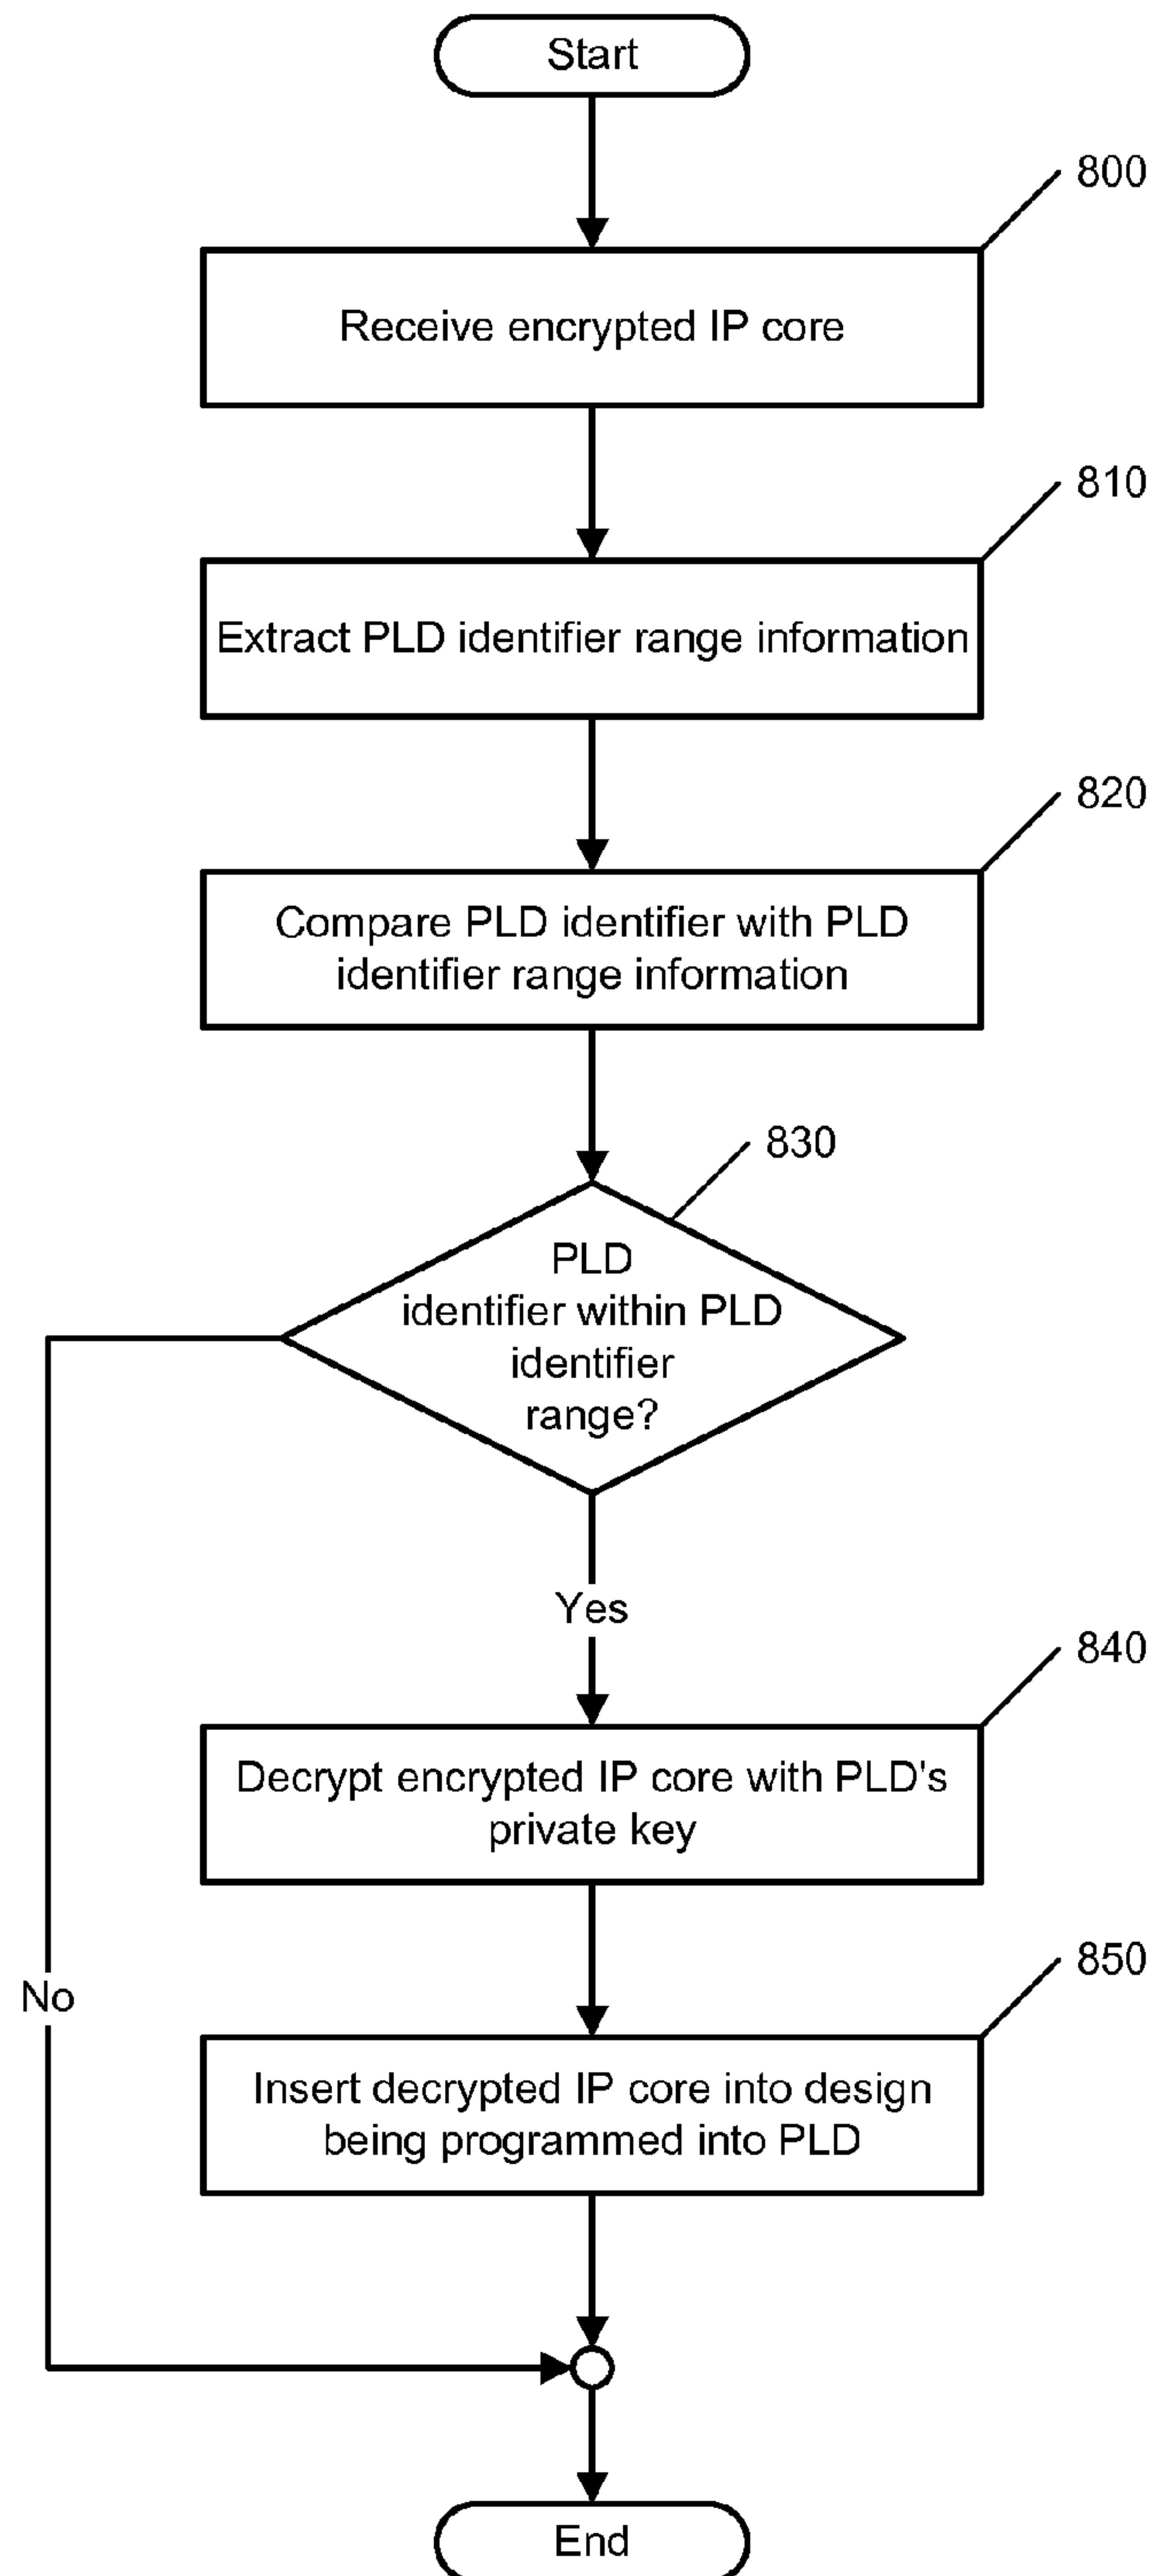 Start
800
Receive encrypted IP core
810
Extract PLD identifier range information
820
Compare PLD identifier with PLD
identifier range information
830
PLD
identifier within PLD
identifier
range?
Yes
840
Decrypt encrypted IP core with PLD's
private key
850
No
Insert decrypted IP core into design
being programmed into PLD
End